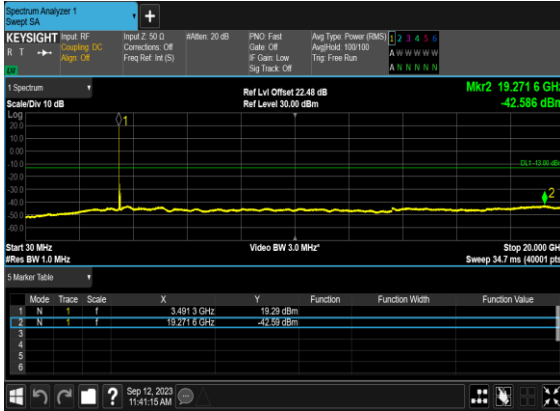 Spectrum Analyzer 1
Swept SA
+
KEYSIGHT Input: RF Input Z: 50 Ω #Atten: 20 dB PNO: Fast Avg Type: Power (RMS) 1 2 3 4 5 6
R T Coupling: DC Corrections: Off Gate: Off Avg|Hold: 100/100 A W W W W W
Align: Off Freq Ref: Int (S) IF Gain: Low Trig: Free Run
Sig Track: Off A N N N N N
1 Spectrum Ref Lvl Offset 22.48 dB Mkr2 19.271 6 GHz
Scale/Div 10 dB Ref Level 30.00 dBm -42.586 dBm
Log
20.0
10.0
0.00
-10.0
-20.0
-30.0
-40.0
-50.0
-60.0
1
DL1 -13.00 dBm
2
Start 30 MHz Video BW 3.0 MHz* Stop 20.000 GH
#Res BW 1.0 MHz Sweep 34.7 ms (40001 pts
5 Marker Table
Mode Trace Scale X Y Function Function Width Function Value
1 N 1 f 3.491 3 GHz 19.29 dBm
2 N 1 f 19.271 6 GHz -42.59 dBm
3
4
5
6
? Sep 12, 2023
11:41:15 AM